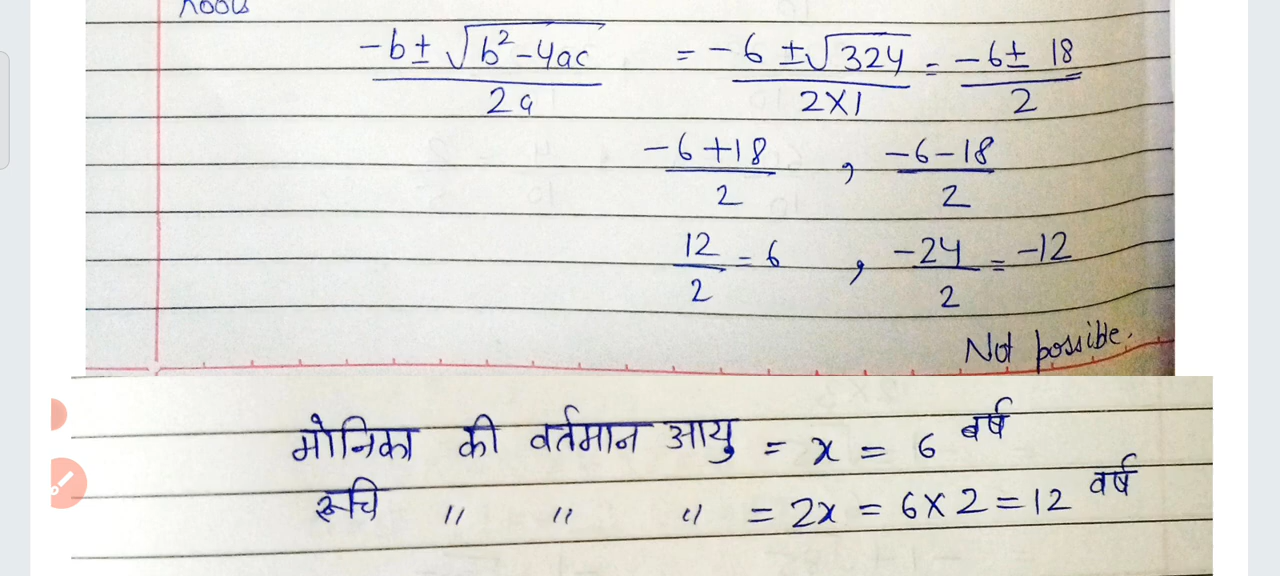 Roots
-b ± √b²-4ac / 2a = -6 ± √324 / 2×1 = -6 ± 18 / 2
-6+18 / 2 , -6-18 / 2
12/2 = 6 , -24/2 = -12
Not possible.
मोनिका की वर्तमान आयु = x = 6 वर्ष
रूचि " " " = 2x = 6×2 = 12 वर्ष